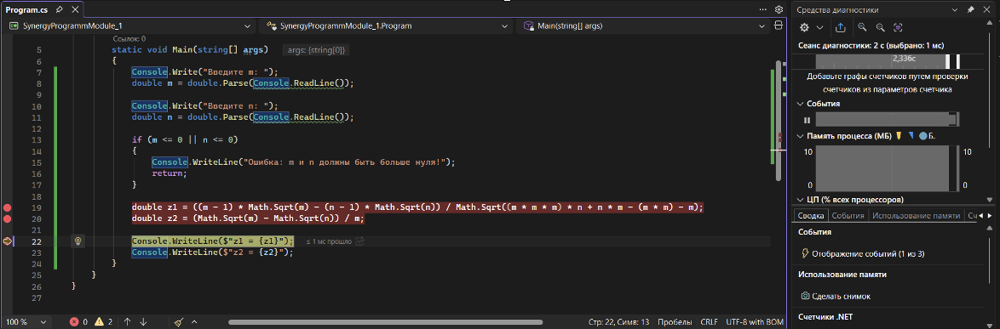 Program.cs
SynergyProgrammModule_1
SynergyProgrammModule_1.Program
Main(string[] args)
Ссылок: 0
5 static void Main(string[] args) args: {string[0]}
6 {
7 Console.Write("Введите m: ");
8 double m = double.Parse(Console.ReadLine());
9
10 Console.Write("Введите n: ");
11 double n = double.Parse(Console.ReadLine());
12
13 if (m <= 0 || n <= 0)
14 {
15 Console.WriteLine("Ошибка: m и n должны быть больше нуля!");
16 return;
17 }
18
19 double z1 = ((m - 1) * Math.Sqrt(m) - (n - 1) * Math.Sqrt(n)) / Math.Sqrt((m * m * m) * n + n * m - (m * m) - m);
20 double z2 = (Math.Sqrt(m) - Math.Sqrt(n)) / m;
21
22 Console.WriteLine($"z1 = {z1}"); ≤ 1 мс прошло
23 Console.WriteLine($"z2 = {z2}");
24 }
25 }
26 }
27
100 %
0
2
Стр: 22, Симв: 13
Пробелы
CRLF
UTF-8 with BOM
Средства диагностики
Сеанс диагностики: 2 с (выбрано: 1 мс)
2,336с
Добавьте графы счетчиков путем проверки
счетчиков из параметров счетчика
События
Память процесса (МБ) Б.
10 10
0 0
ЦП (% всех процессоров)
Сводка События Использование памяти Сч
События
Отображение событий (1 из 3)
Использование памяти
Сделать снимок
Счетчики .NET